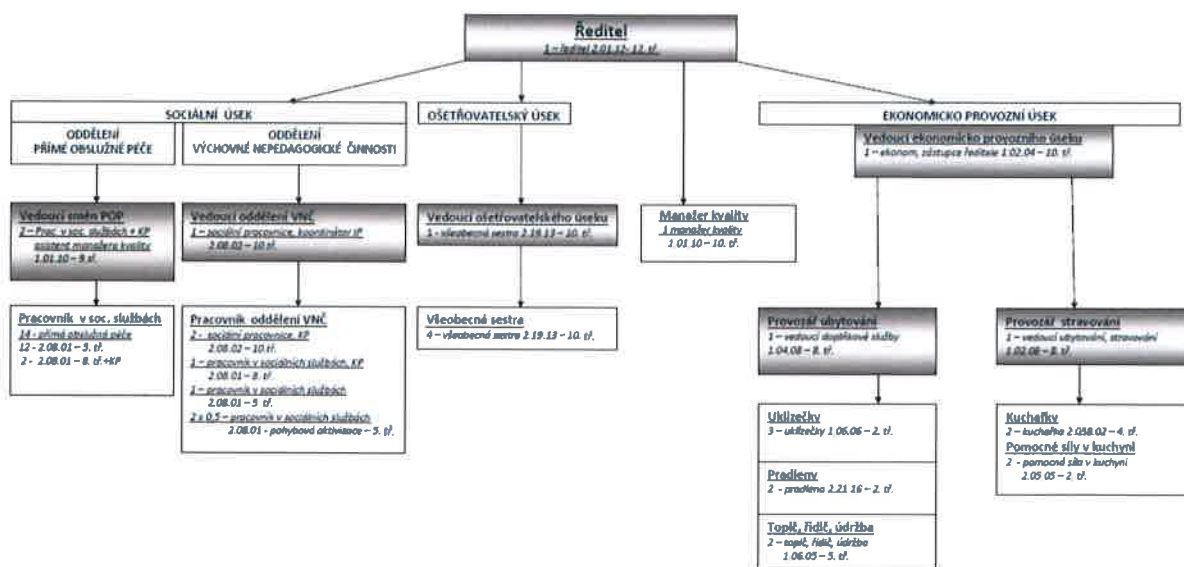 Ředitel
1 – ředitel 2.01.12- 12. tř.
SOCIÁLNÍ ÚSEK
ODDĚLENÍ
PŘÍMÉ OBSLUŽNÉ PÉČE
ODDĚLENÍ
VÝCHOVNÉ NEPEDAGOGICKÉ ČINNOSTI
OŠETŘOVATELSKÝ ÚSEK
EKONOMICKO PROVOZNÍ ÚSEK
Vedoucí ekonomicko provozního úseku
1 – ekonom, zástupce ředitele 1.02.04 – 10. tř.
Vedoucí směn POP
2 – Prac. v soc. službách + KP
asistent manažera kvality
1.01.10 – 9. tř.
Vedoucí oddělení VNČ
1 – sociální pracovnice, koordinátor IP
2.08.02 – 10 tř.
Vedoucí ošetřovatelského úseku
1 - všeobecná sestra 2.19.13 – 10. tř.
Manažer kvality
1 manažer kvality
1.01.10 – 10. tř.
Pracovník v soc. službách
14 - přímá obslužná péče
12 - 2.08.01 – 5. tř.
2 - 2.08.01 – 8. tř.+KP
Pracovník oddělení VNČ
2 - sociální pracovnice, KP
2.08.02 – 10. tř.
1 – pracovník v sociálních službách, KP
2.08.01 – 8. tř.
1 – pracovník v sociálních službách
2.08.01 – 5 tř.
2 x 0,5 – pracovník v sociálních službách
2.08.01 - pohybová aktivizace – 5. tř.
Všeobecná sestra
4 – všeobecná sestra 2.19.13 – 10. tř.
Provozář ubytování
1 – vedoucí doplňkové služby
1.04.08 – 8. tř.
Provozář stravování
1 – vedoucí ubytování, stravování
1.02.08 – 8. tř.
Uklízečky
3 – uklízečky 1.06.06 – 2. tř.
Pradleny
2 - pradlena 2.21.16 – 2. tř.
Topič, řidič, údržba
2 – topič, řidič, údržba
1.06.05 – 5. tř.
Kuchařky
2 – kuchařka 2.058.02 – 4. tř.
Pomocné síly v kuchyni
2 - pomocná síla v kuchyni
2.05.05 – 2. tř.